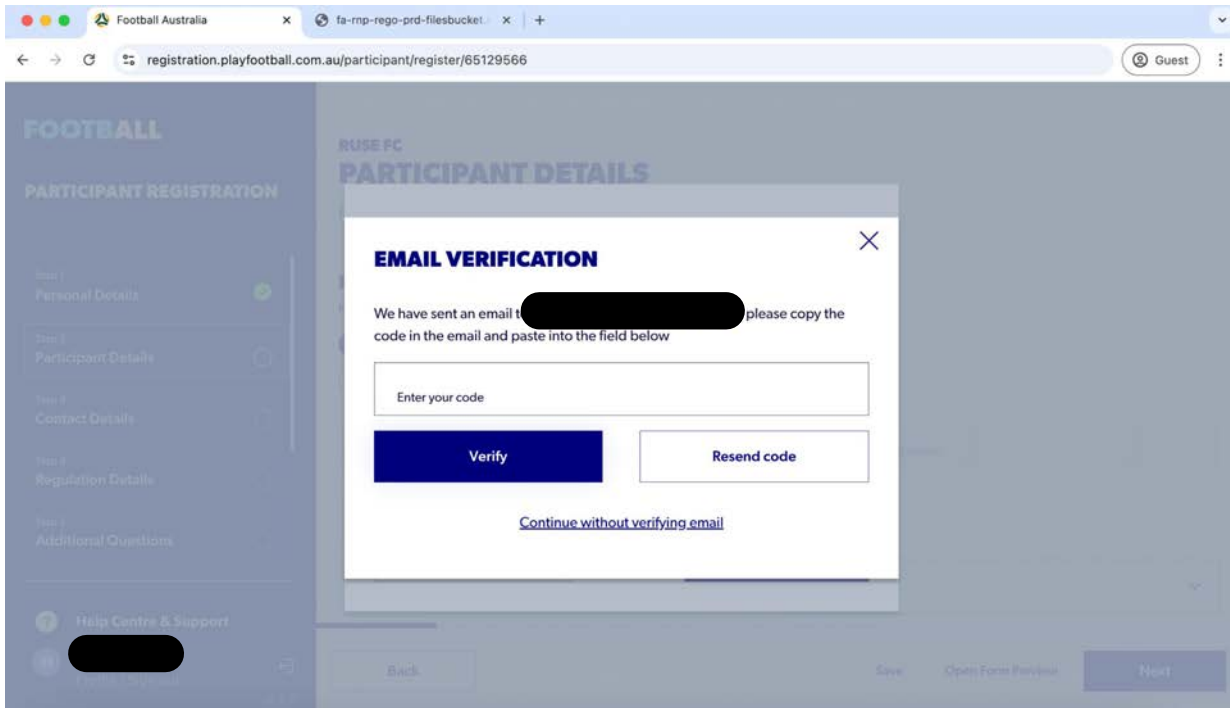 Football Australia
fa-rnp-rego-prd-filesbucket.
registration.playfootball.com.au/participant/register/65129566
Guest
FOOTBALL
PARTICIPANT REGISTRATION
RUSE FC
PARTICIPANT DETAILS
Personal Details
Participant Details
Contact Details
Regulation Details
Additional Questions
Help Centre & Support
EMAIL VERIFICATION
We have sent an email t please copy the
code in the email and paste into the field below
Enter your code
Verify
Resend code
Continue without verifying email
Back
Save
Open Form Preview
Next